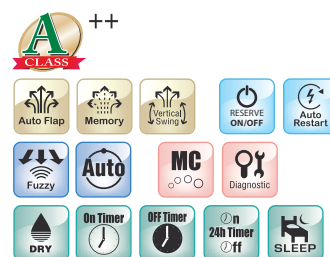 A ++
CLASS
Auto Flap
Memory
Vertical
Swing
RESERVE
ON/OFF
Auto
Restart
Fuzzy
Auto
MC
Diagnostic
DRY
On Timer
OFF Timer
On
24h Timer
Off
SLEEP